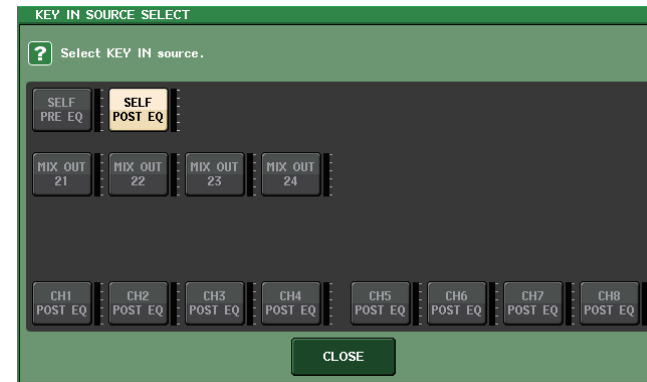 KEY IN SOURCE SELECT
? Select KEY IN source.
SELF SELF
PRE EQ POST EQ
MIX OUT MIX OUT MIX OUT MIX OUT
21 22 23 24
CH1 CH2 CH3 CH4 CH5 CH6 CH7 CH8
POST EQ POST EQ POST EQ POST EQ POST EQ POST EQ POST EQ POST EQ
CLOSE